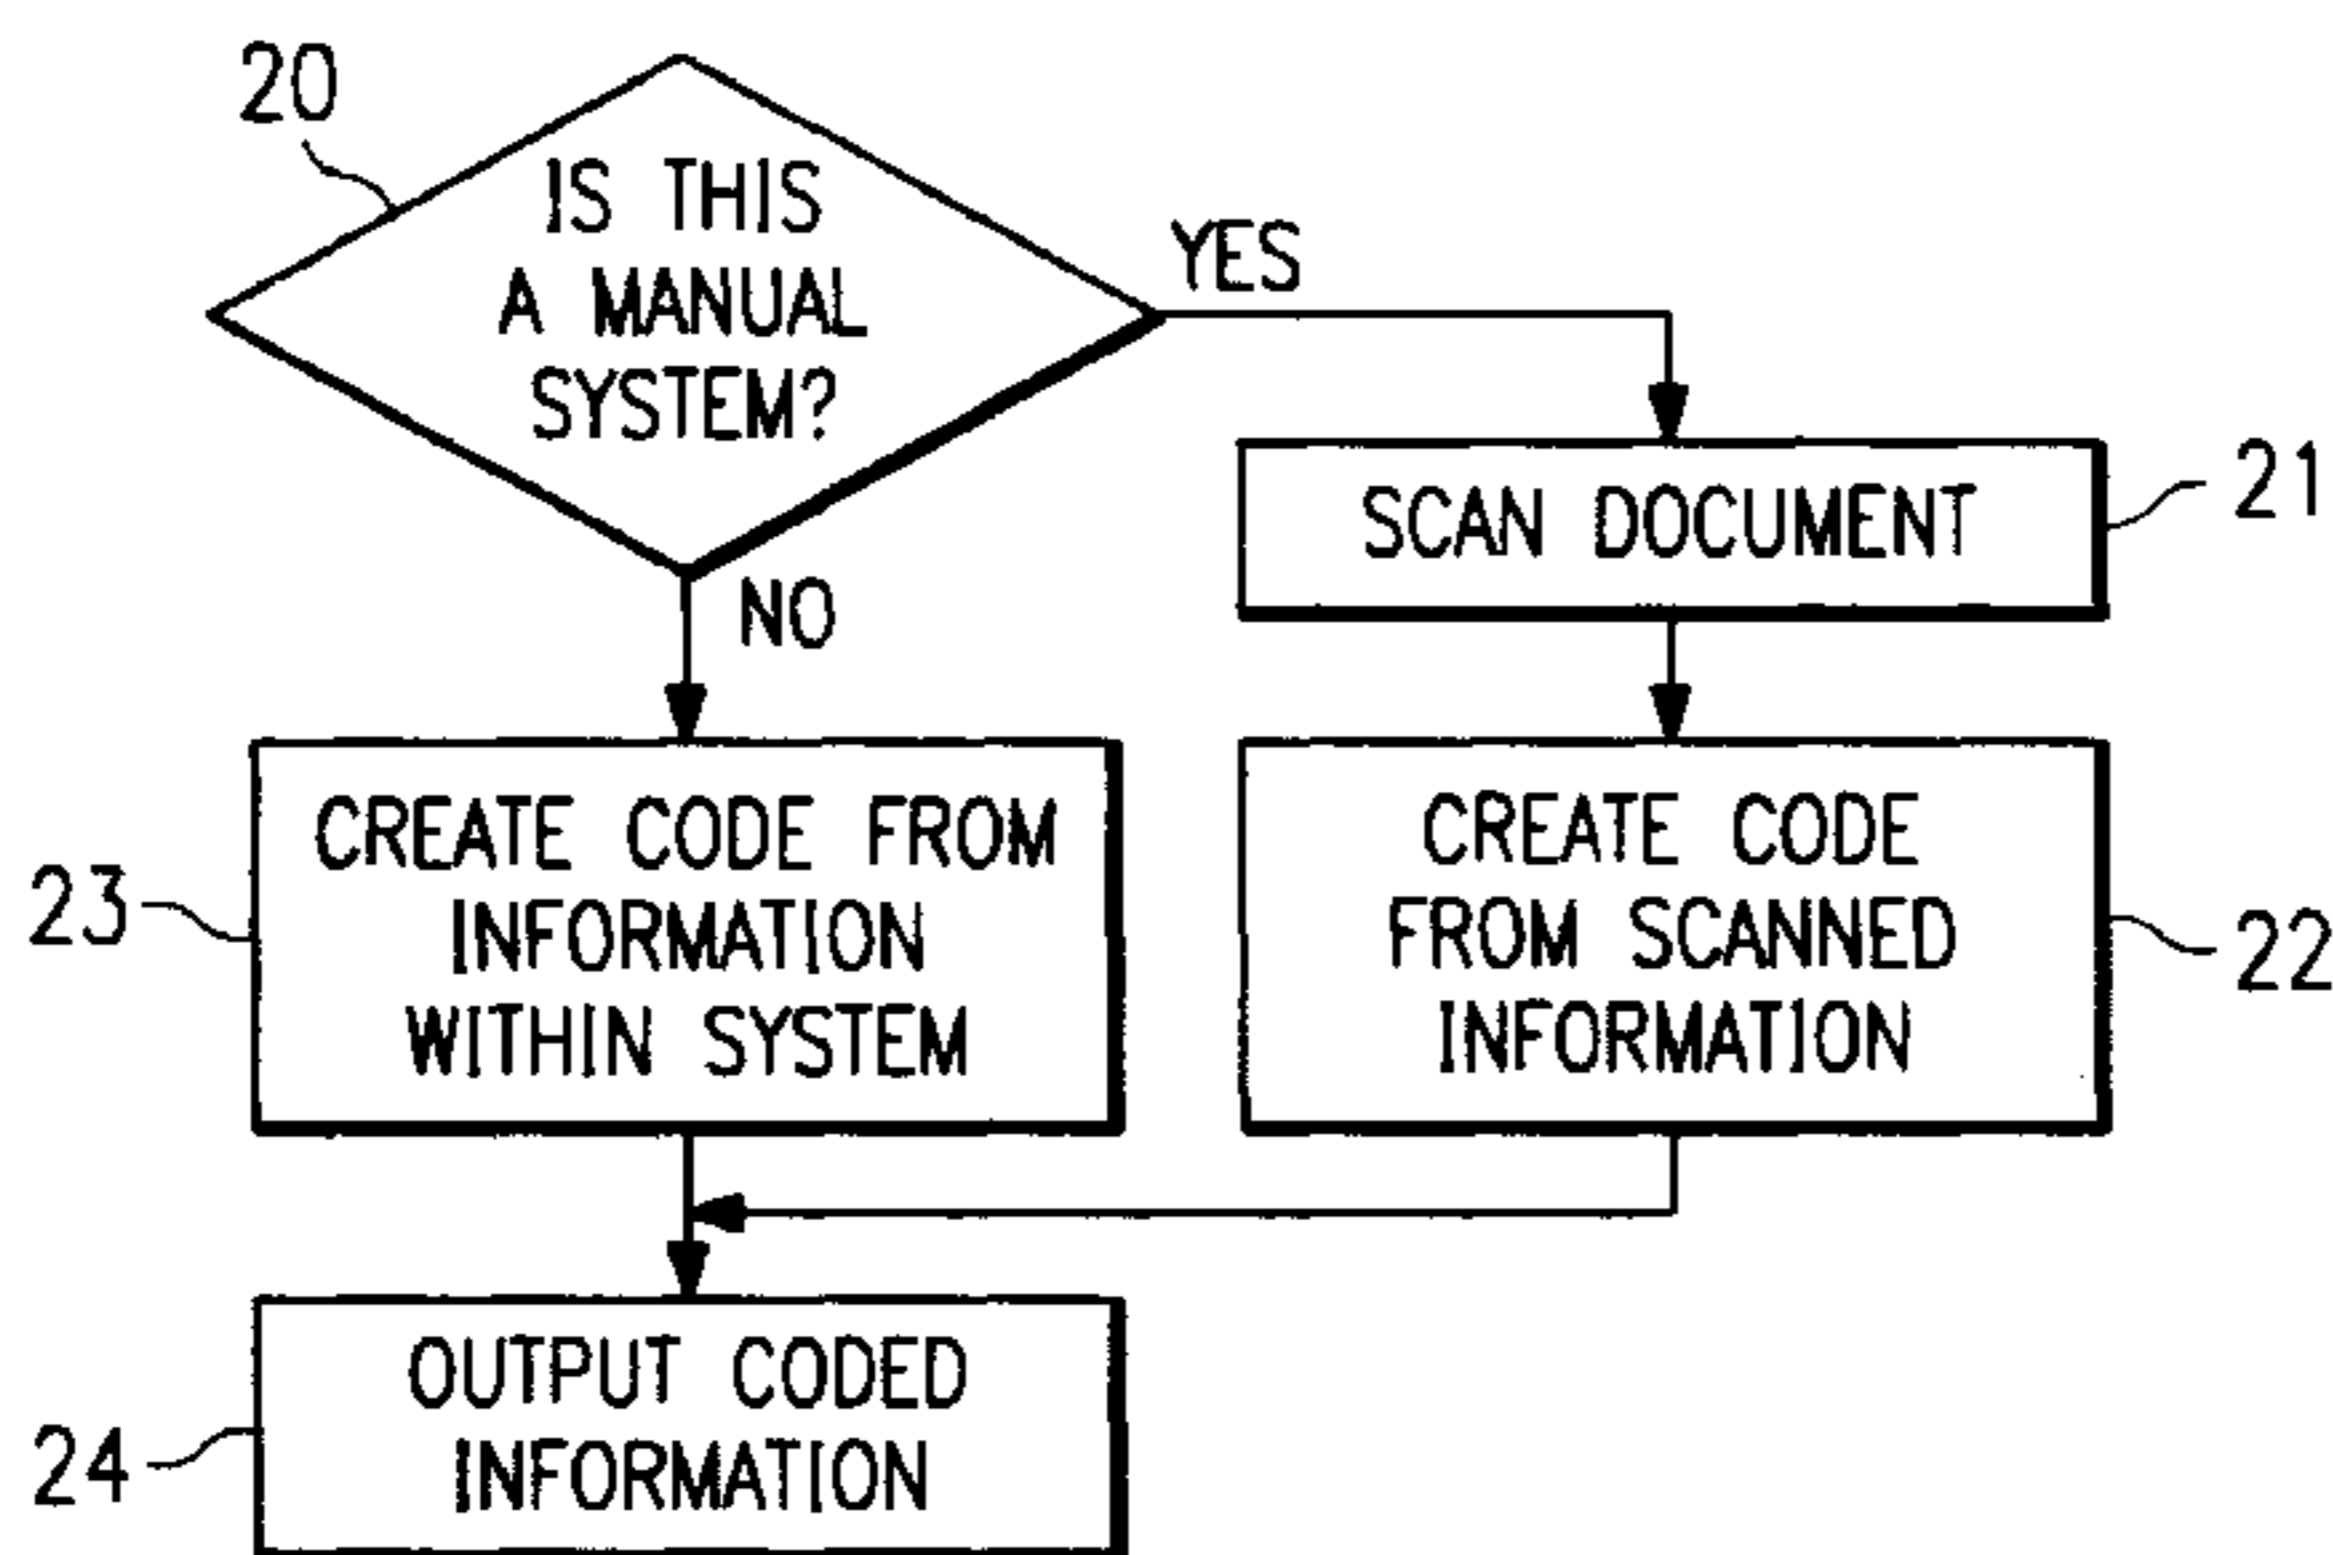 20
IS THIS
A MANUAL
SYSTEM?
YES
NO
SCAN DOCUMENT
21
CREATE CODE FROM
INFORMATION
WITHIN SYSTEM
23
CREATE CODE
FROM SCANNED
INFORMATION
22
OUTPUT CODED
INFORMATION
24